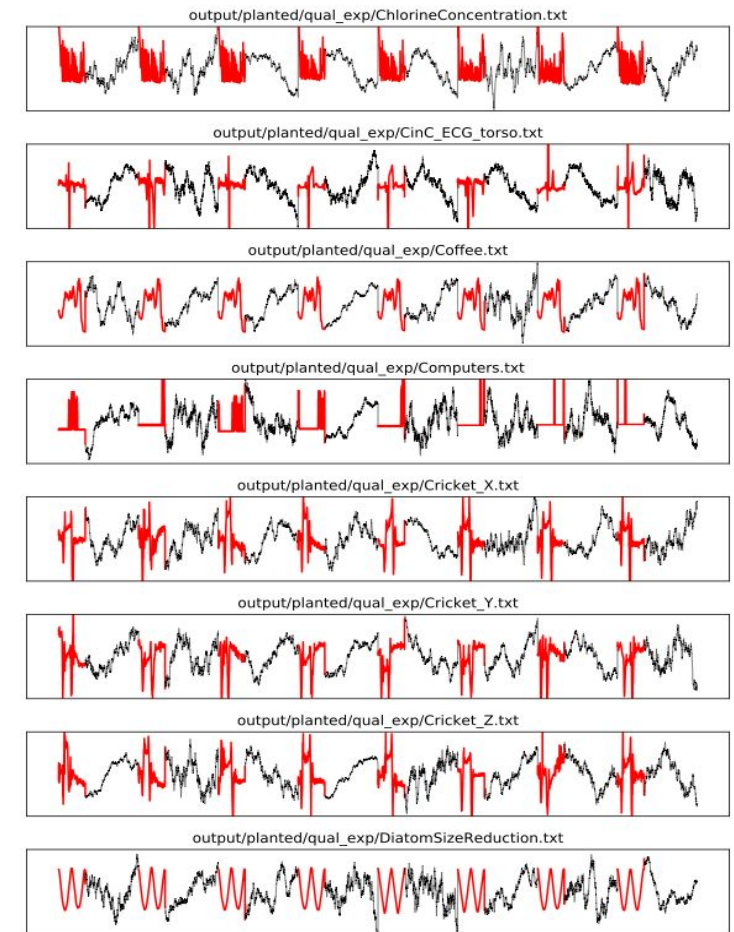 output/planted/qual_exp/ChlorineConcentration.txt
output/planted/qual_exp/CinC_ECG_torso.txt
output/planted/qual_exp/Coffee.txt
output/planted/qual_exp/Computers.txt
output/planted/qual_exp/Cricket_X.txt
output/planted/qual_exp/Cricket_Y.txt
output/planted/qual_exp/Cricket_Z.txt
output/planted/qual_exp/DiatomSizeReduction.txt